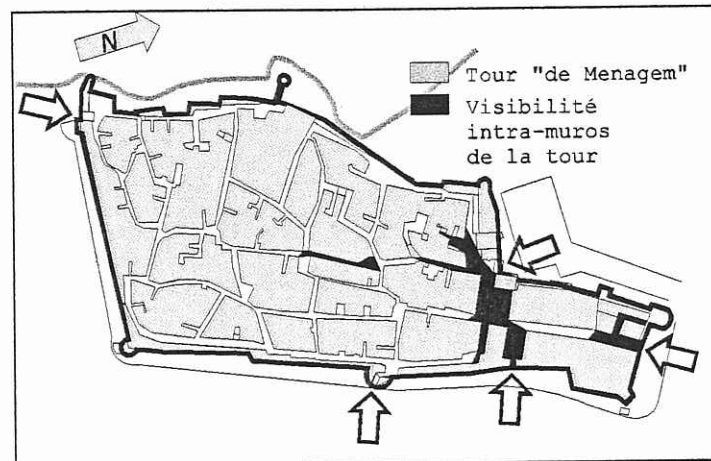 N
Tour "de Menagem"
Visibilité
intra-muros
de la tour